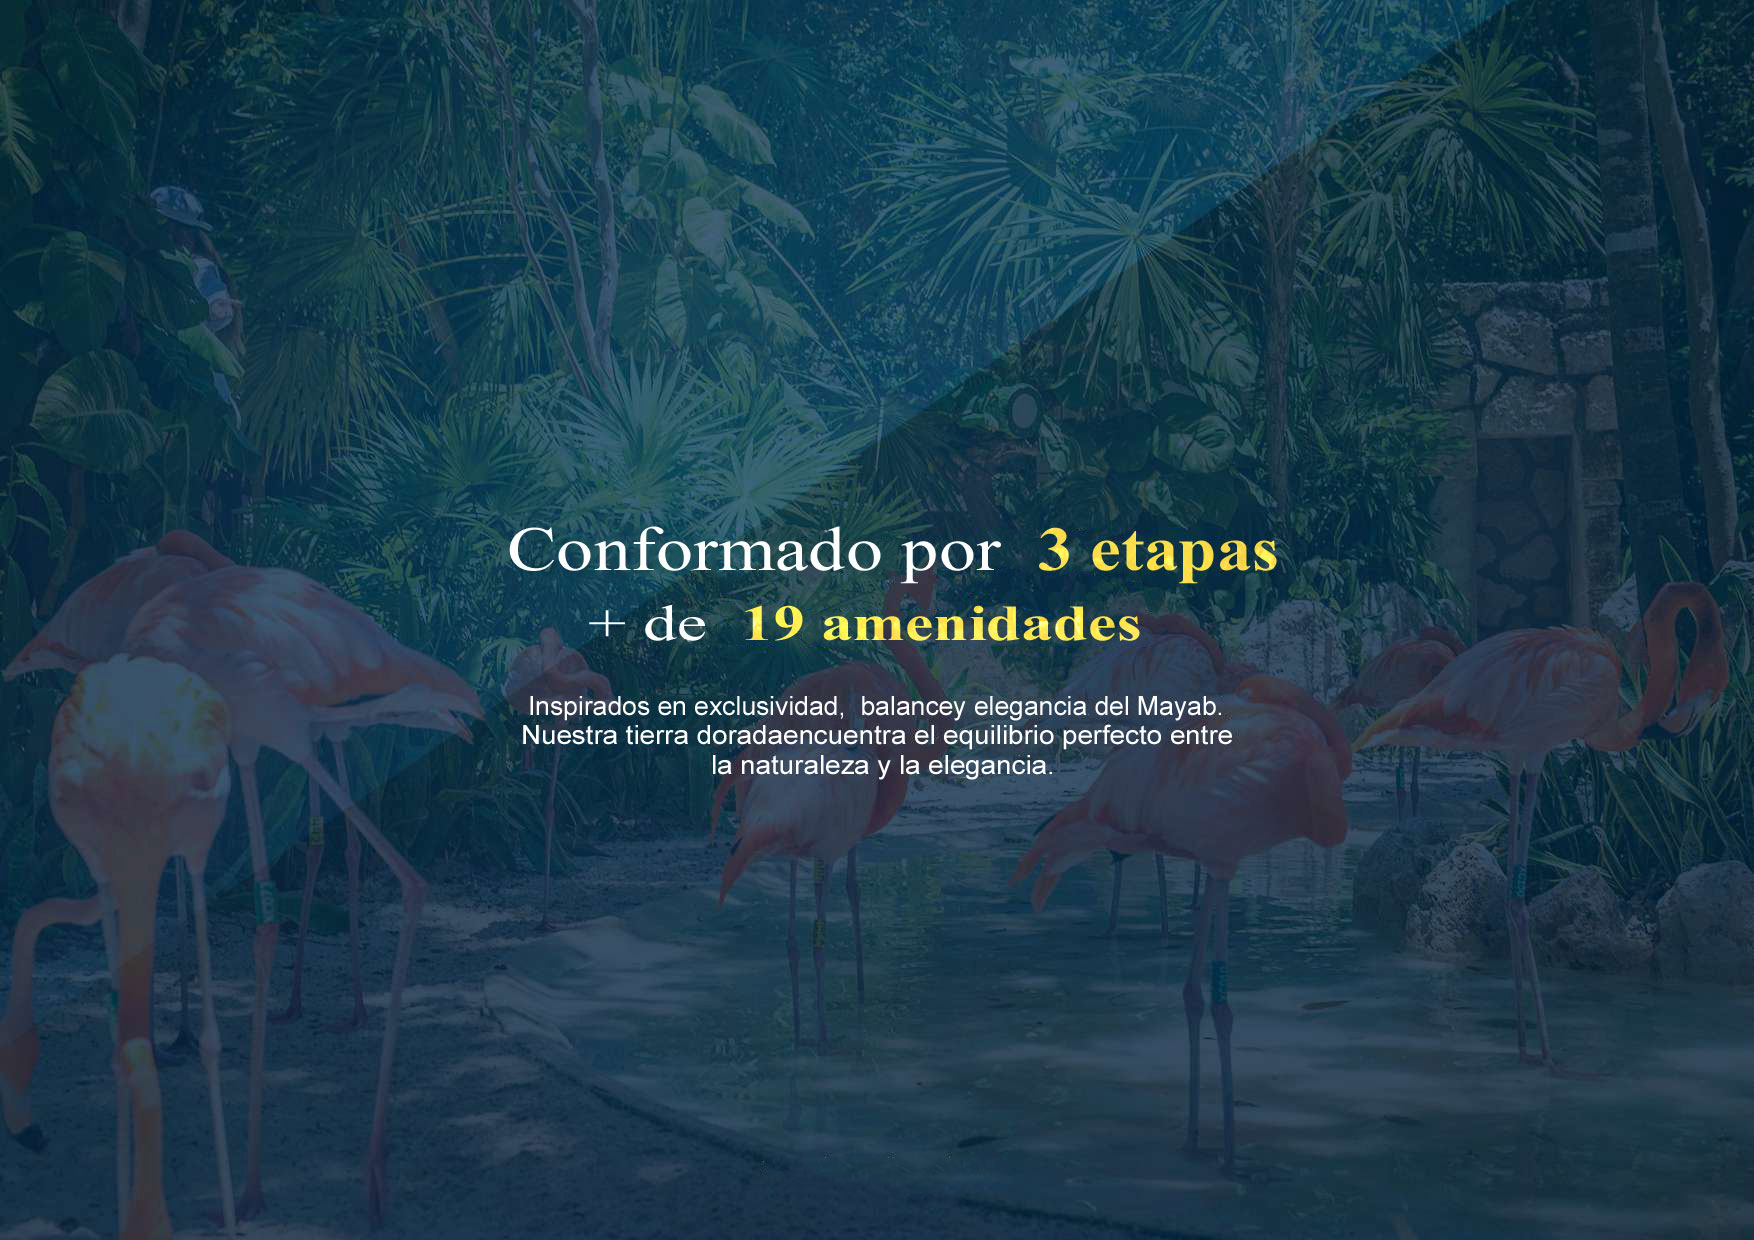 Conformado por 3 etapas
+ de 19 amenidades
Inspirados en exclusividad, balancey elegancia del Mayab.
Nuestra tierra doradaencuentra el equilibrio perfecto entre
la naturaleza y la elegancia.